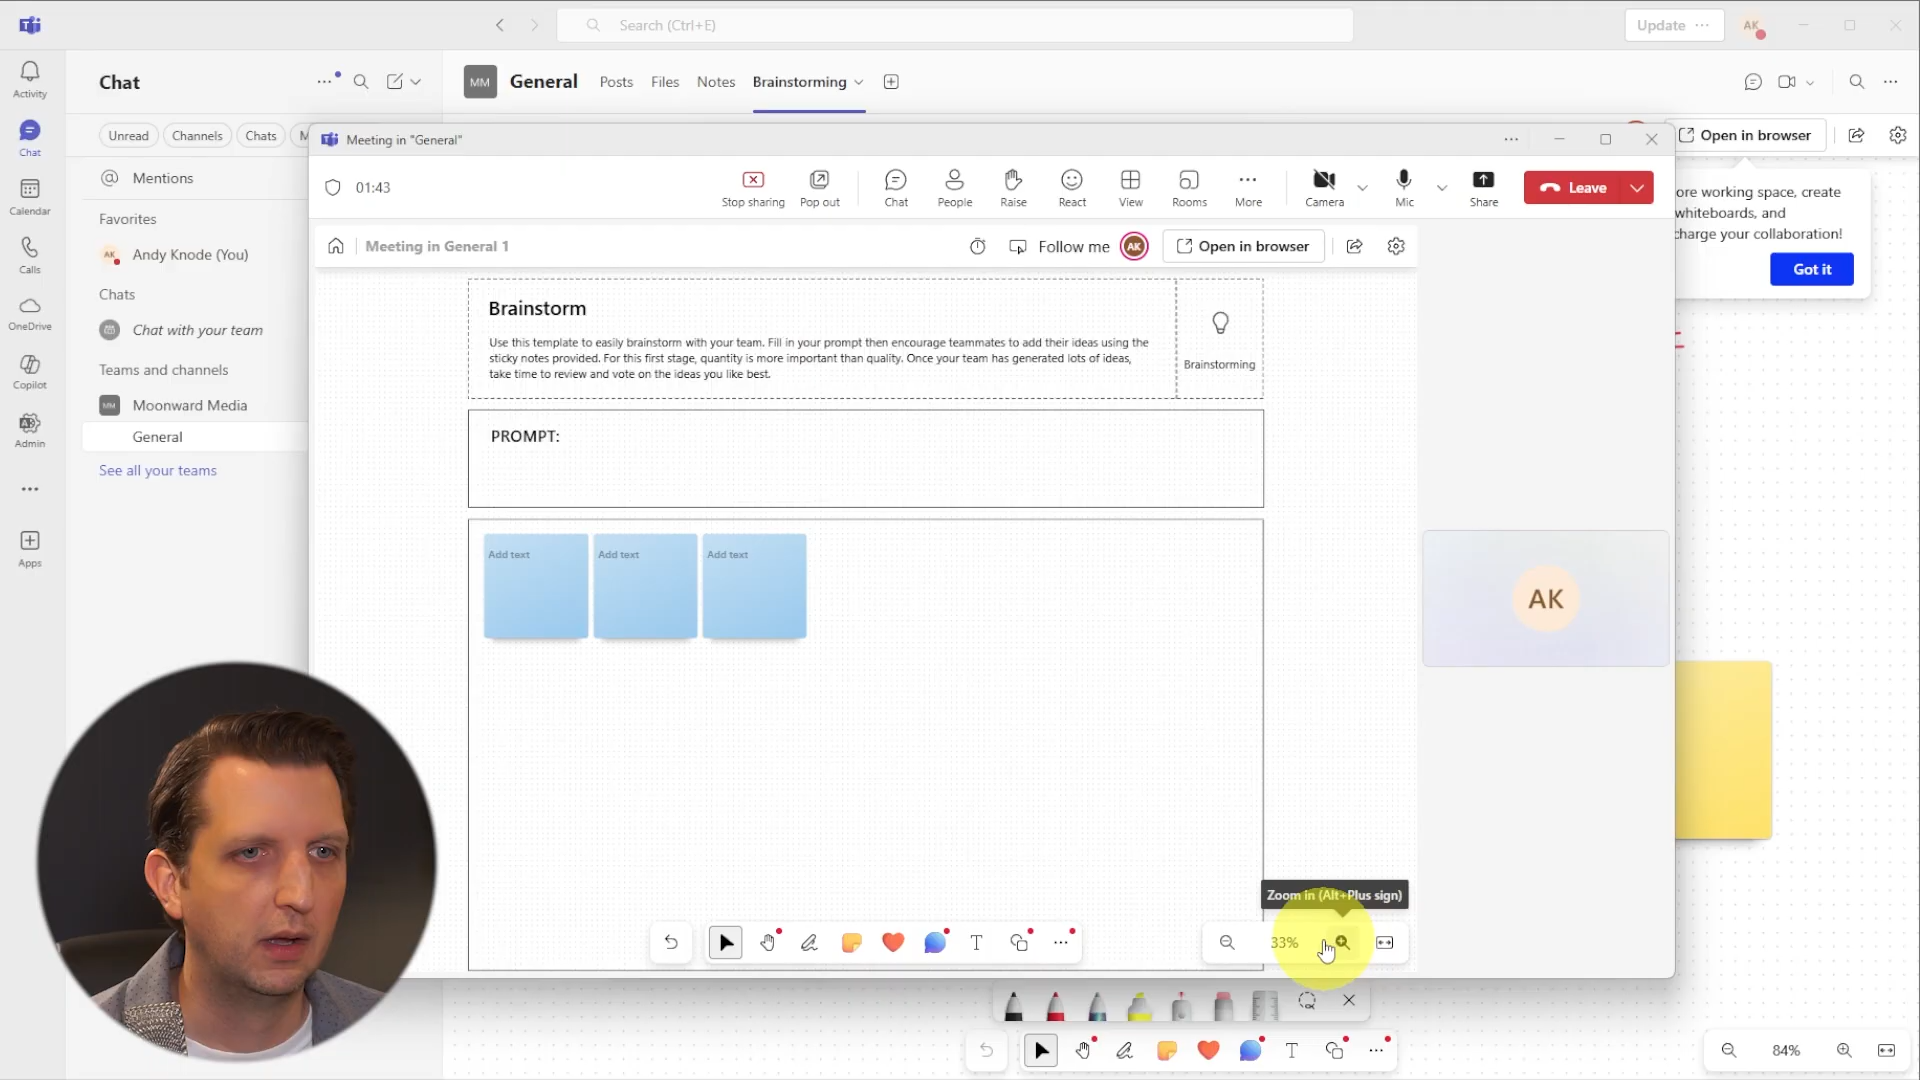 Search (Ctrl+E)
Update
AK
Activity
Chat
Calendar
Calls
OneDrive
Copilot
Admin
Apps
Chat
Unread
Channels
Chats
M
Mentions
Favorites
AK
Andy Knode (You)
Chats
Chat with your team
Teams and channels
MM
Moonward Media
General
See all your teams
MM
General
Posts
Files
Notes
Brainstorming
Open in browser
ore working space, create
whiteboards, and
charge your collaboration!
Got it
Meeting in "General"
01:43
Stop sharing
Pop out
Chat
People
Raise
React
View
Rooms
More
Camera
Mic
Share
Leave
Meeting in General 1
Follow me
AK
Open in browser
Brainstorm
Use this template to easily brainstorm with your team. Fill in your prompt then encourage teammates to add their ideas using the
sticky notes provided. For this first stage, quantity is more important than quality. Once your team has generated lots of ideas,
take time to review and vote on the ideas you like best.
Brainstorming
PROMPT:
Add text
Add text
Add text
AK
Zoom in (Alt+Plus sign)
33%
84%